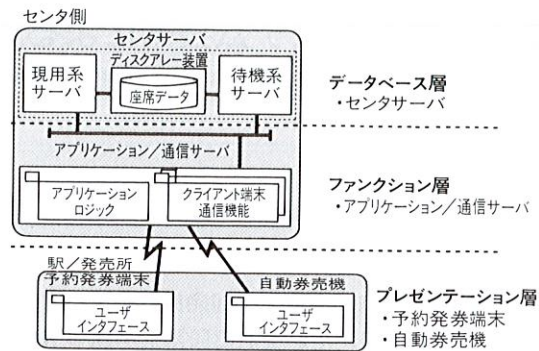 センタ側
センタサーバ
ディスクアレー装置
現用系
サーバ
座席データ
待機系
サーバ
データベース層
・センタサーバ
アプリケーション／通信サーバ
アプリケーション
ロジック
クライアント端末
通信機能
ファンクション層
・アプリケーション／通信サーバ
駅／発売所
予約発券端末
自動券売機
ユーザ
インタフェース
ユーザ
インタフェース
プレゼンテーション層
・予約発券端末
・自動券売機